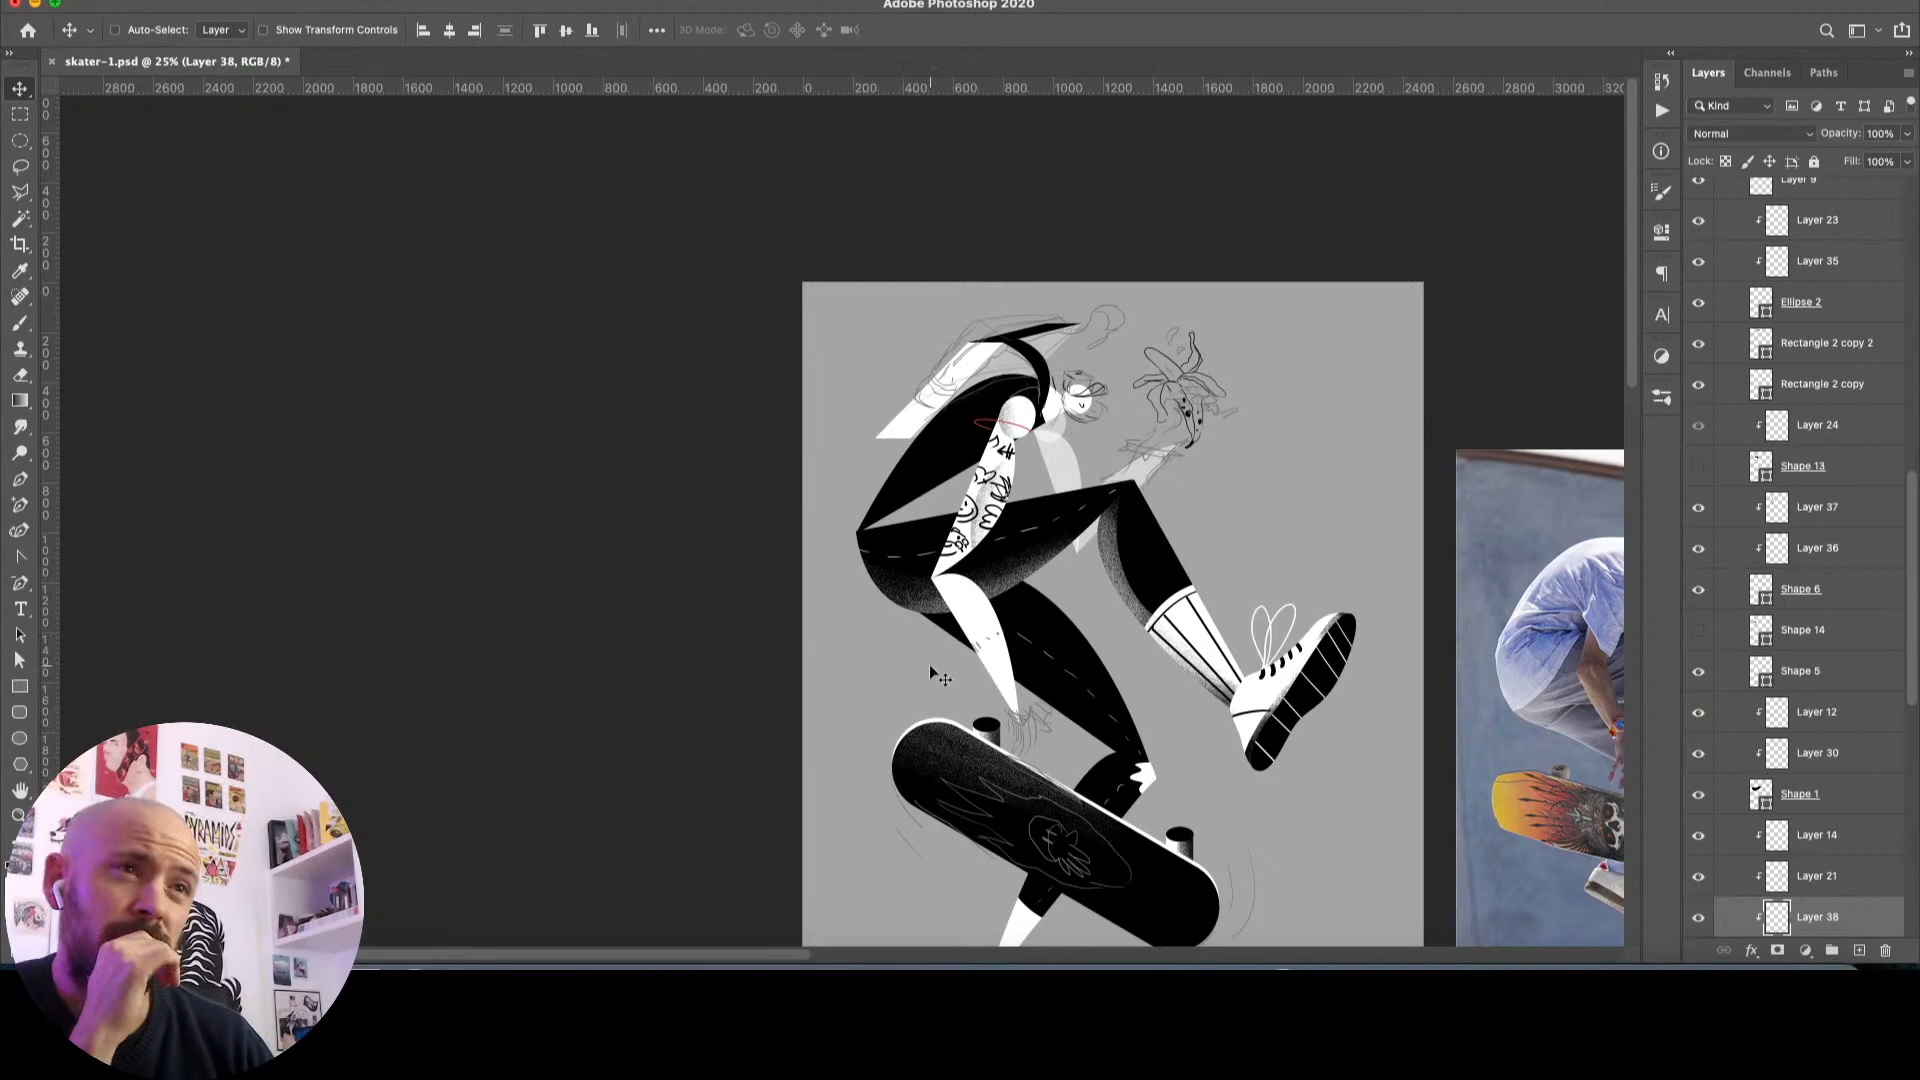 Adobe Photoshop 2020
Auto-Select: Layer Show Transform Controls 3D Mode:
skater-1.psd @ 25% (Layer 38, RGB/8) *
2800 2600 2400 2200 2000 1800 1600 1400 1200 1000 800 600 400 200 0 200 400 600 800 1000 1200 1400 1600 1800 2000 2200 2400 2600 2800 3000 320
Layers Channels Paths
Kind
Normal Opacity: 100%
Lock: Fill: 100%
Layer 9
Layer 23
Layer 35
Ellipse 2
Rectangle 2 copy 2
Rectangle 2 copy
Layer 24
Shape 13
Layer 37
Layer 36
Shape 6
Shape 14
Shape 5
Layer 12
Layer 30
Shape 1
Layer 14
Layer 21
Layer 38
PYRAMIDS